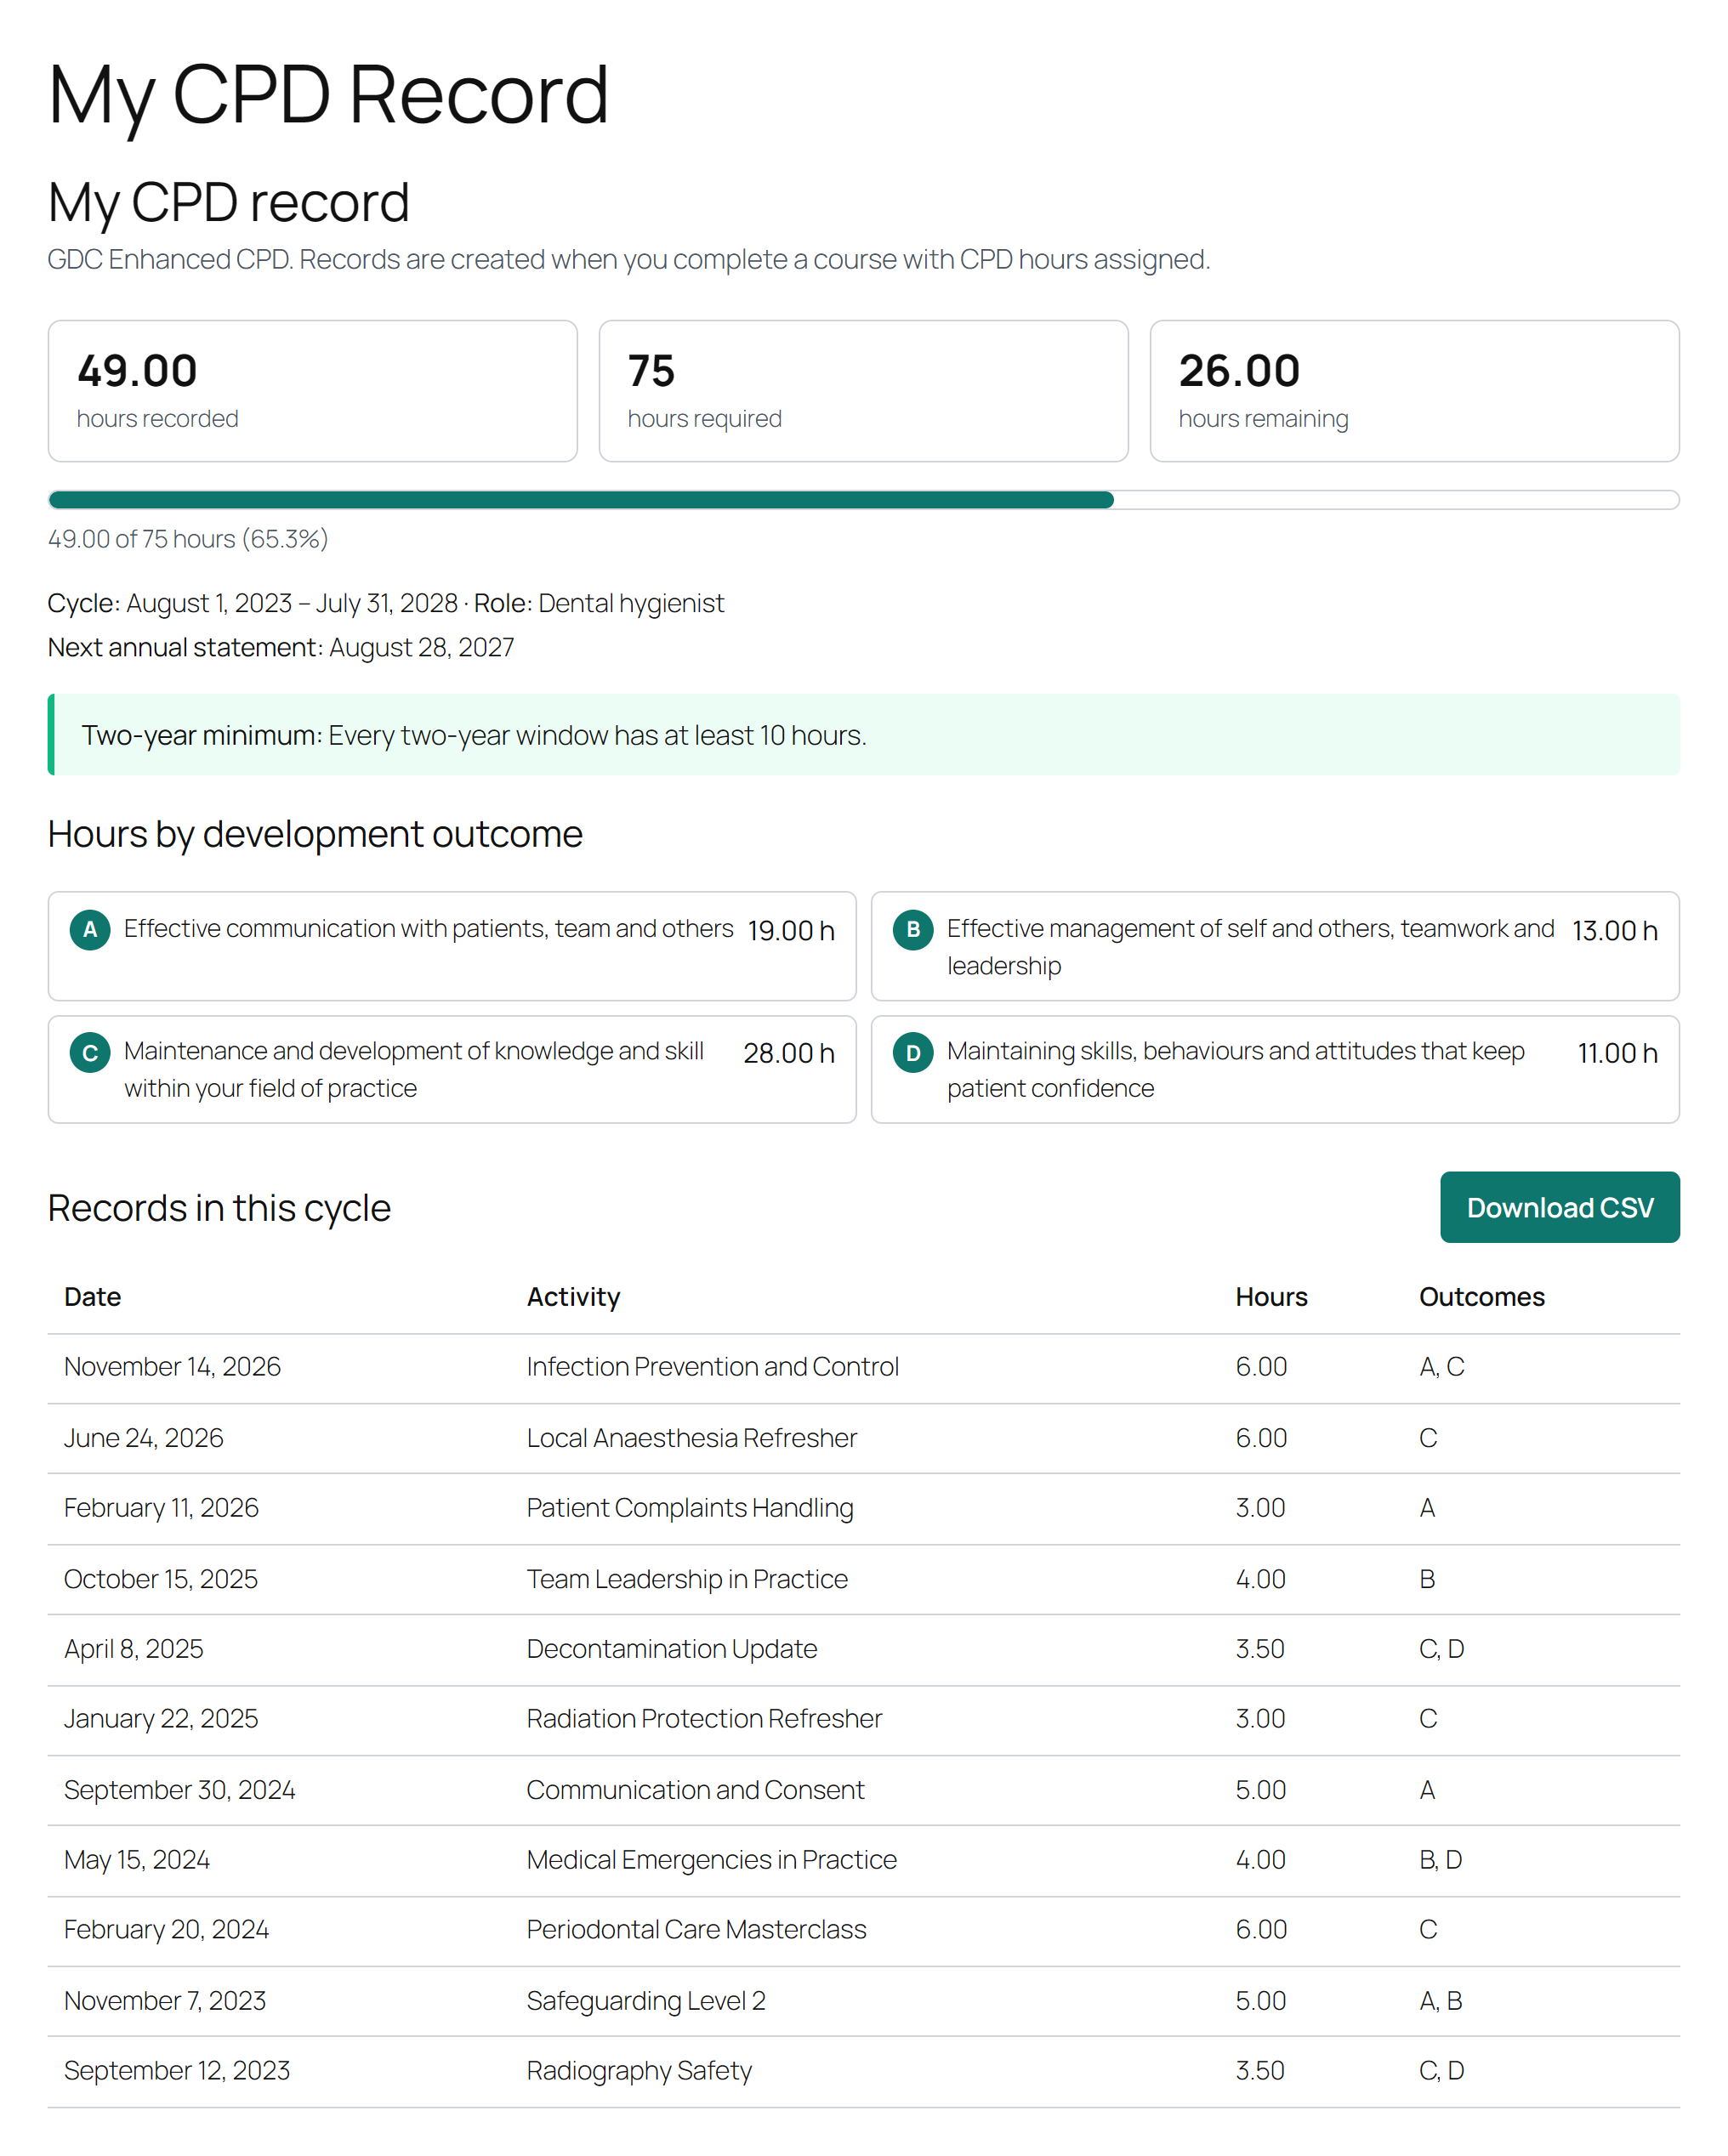 My CPD Record
My CPD record
GDC Enhanced CPD. Records are created when you complete a course with CPD hours assigned.
49.00
hours recorded
75
hours required
26.00
hours remaining
49.00 of 75 hours (65.3%)
Cycle: August 1, 2023 – July 31, 2028 · Role: Dental hygienist
Next annual statement: August 28, 2027
Two-year minimum: Every two-year window has at least 10 hours.
Hours by development outcome
A Effective communication with patients, team and others 19.00 h
B Effective management of self and others, teamwork and 13.00 h
leadership
C Maintenance and development of knowledge and skill 28.00 h
within your field of practice
D Maintaining skills, behaviours and attitudes that keep 11.00 h
patient confidence
Records in this cycle
Download CSV
Date Activity Hours Outcomes
November 14, 2026 Infection Prevention and Control 6.00 A, C
June 24, 2026 Local Anaesthesia Refresher 6.00 C
February 11, 2026 Patient Complaints Handling 3.00 A
October 15, 2025 Team Leadership in Practice 4.00 B
April 8, 2025 Decontamination Update 3.50 C, D
January 22, 2025 Radiation Protection Refresher 3.00 C
September 30, 2024 Communication and Consent 5.00 A
May 15, 2024 Medical Emergencies in Practice 4.00 B, D
February 20, 2024 Periodontal Care Masterclass 6.00 C
November 7, 2023 Safeguarding Level 2 5.00 A, B
September 12, 2023 Radiography Safety 3.50 C, D